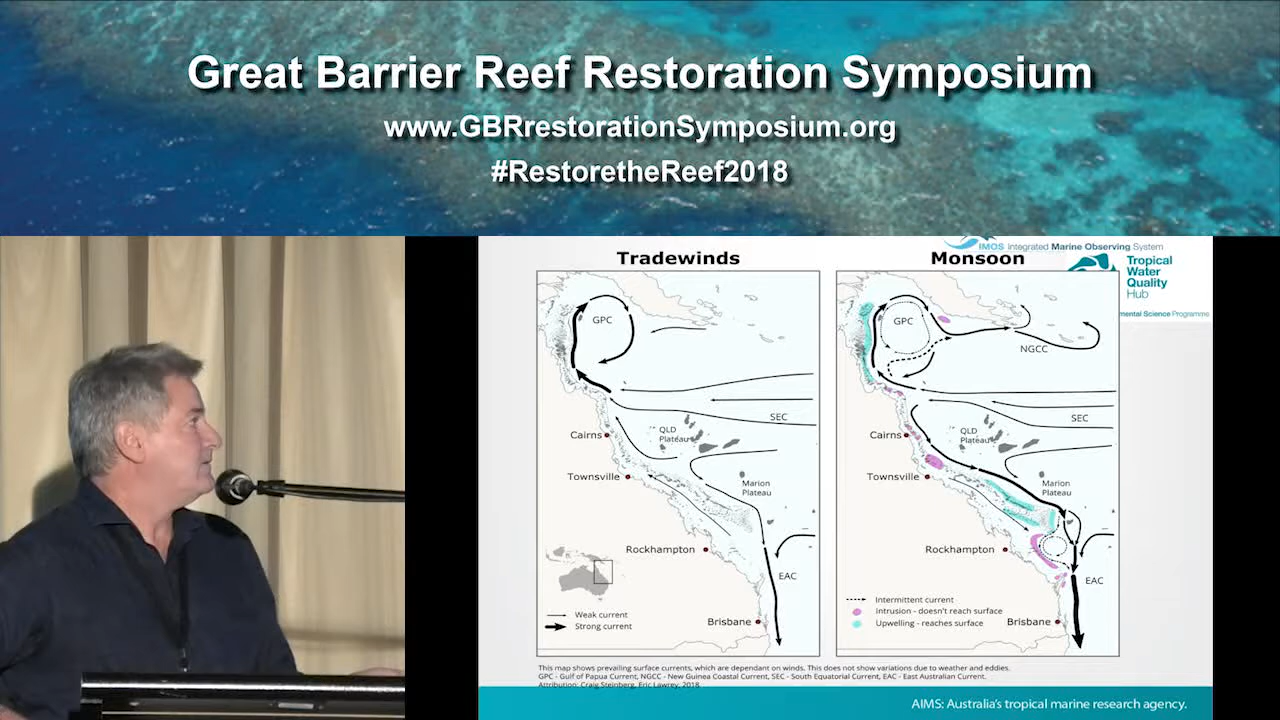 Great Barrier Reef Restoration Symposium
www.GBRrestorationSymposium.org
#RestoretheReef2018
IMOS Integrated Marine Observing System
Tropical
Water
Quality
Hub
mental Science Programme
Tradewinds
GPC
SEC
Cairns
QLD
Plateau
Townsville
Marion
Plateau
Rockhampton
EAC
Weak current
Strong current
Brisbane
Monsoon
GPC
NGCC
SEC
Cairns
QLD
Plateau
Townsville
Marion
Plateau
Rockhampton
EAC
Intermittent current
Intrusion - doesn't reach surface
Upwelling - reaches surface
Brisbane
This map shows prevailing surface currents, which are dependant on winds. This does not show variations due to weather and eddies.
GPC - Gulf of Papua Current, NGCC - New Guinea Coastal Current, SEC - South Equatorial Current, EAC - East Australian Current.
Attribution: Craig Steinberg, Eric Lawrey, 2018
AIMS: Australia's tropical marine research agency.